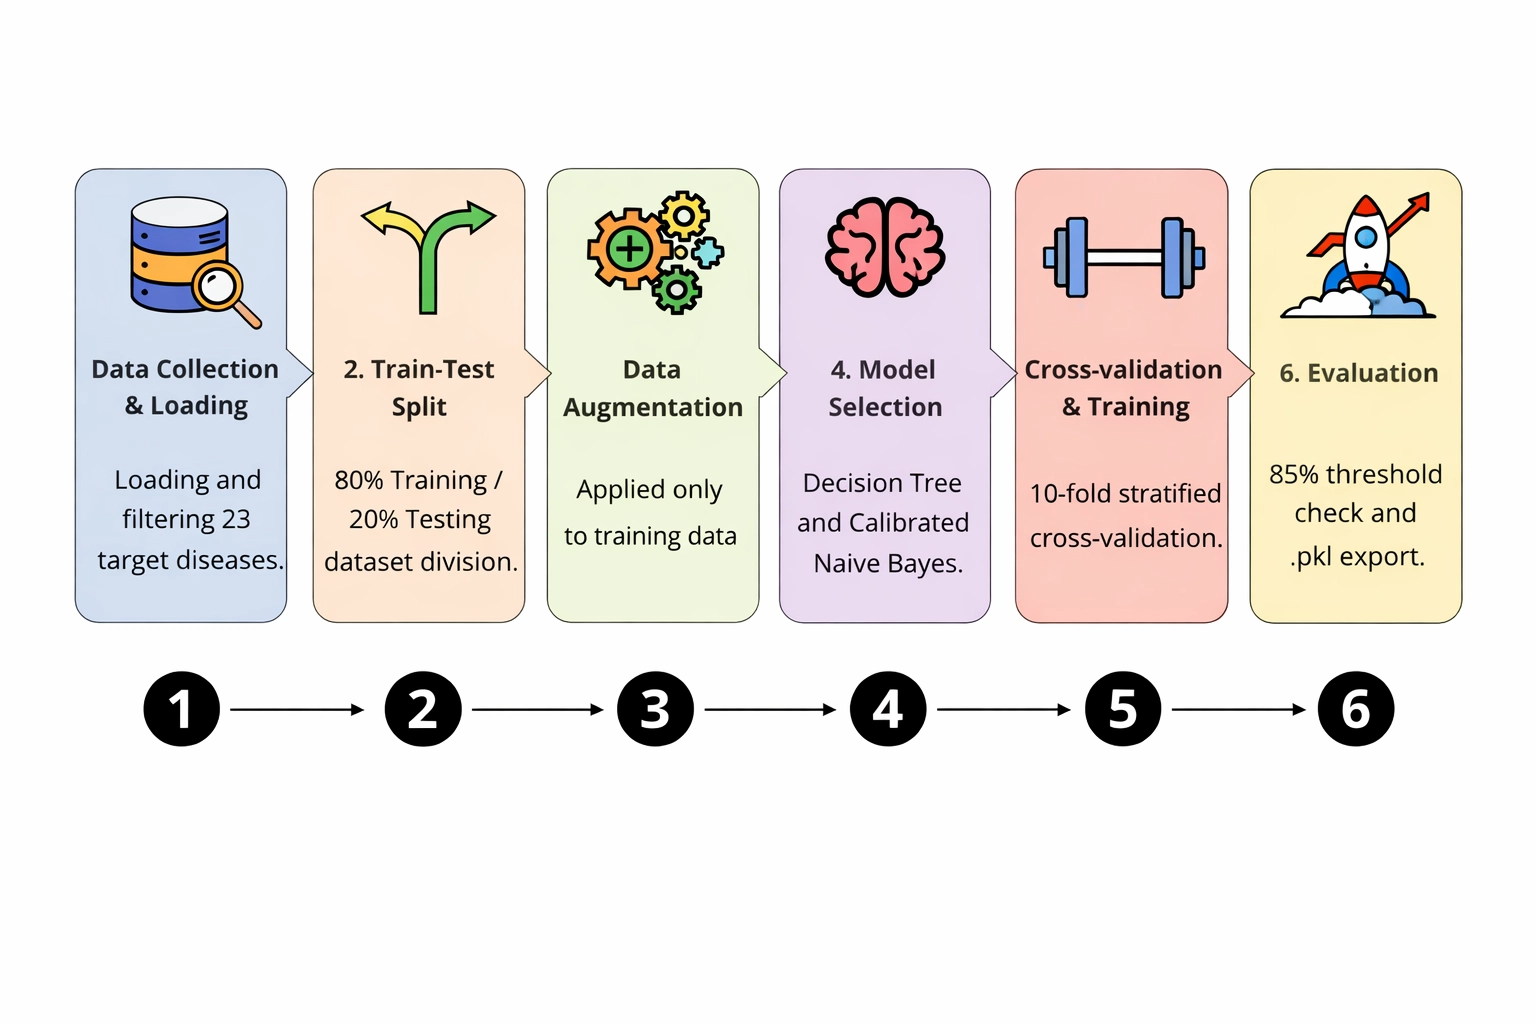 Data Collection
& Loading
Loading and
filtering 23
target diseases.
2. Train-Test
Split
80% Training /
20% Testing
dataset division.
Data
Augmentation
Applied only
to training data
4. Model
Selection
Decision Tree
and Calibrated
Naive Bayes.
Cross-validation
& Training
10-fold stratified
cross-validation.
6. Evaluation
85% threshold
check and
.pkl export.
1
2
3
4
5
6